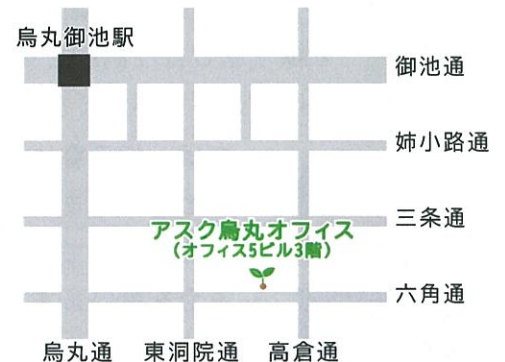 烏丸御池駅
御池通
姉小路通
三条通
アスク烏丸オフィス
（オフィス5ビル3階）
六角通
烏丸通 東洞院通 高倉通